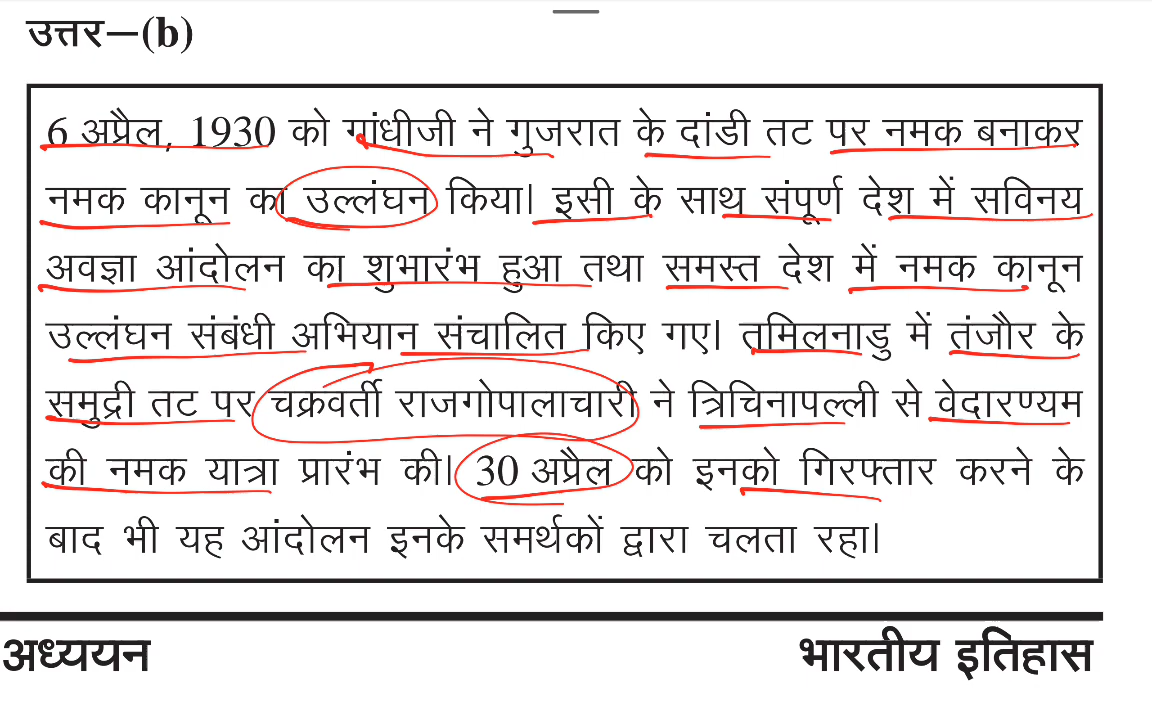 उत्तर—(b)
6 अप्रैल, 1930 को गांधीजी ने गुजरात के दांडी तट पर नमक बनाकर
नमक कानून का उल्लंघन किया। इसी के साथ संपूर्ण देश में सविनय
अवज्ञा आंदोलन का शुभारंभ हुआ तथा समस्त देश में नमक कानून
उल्लंघन संबंधी अभियान संचालित किए गए। तमिलनाडु में तंजौर के
समुद्री तट पर चक्रवर्ती राजगोपालाचारी ने त्रिचिनापल्ली से वेदारण्यम
की नमक यात्रा प्रारंभ की। 30 अप्रैल को इनको गिरफ्तार करने के
बाद भी यह आंदोलन इनके समर्थकों द्वारा चलता रहा।
अध्ययन भारतीय इतिहास